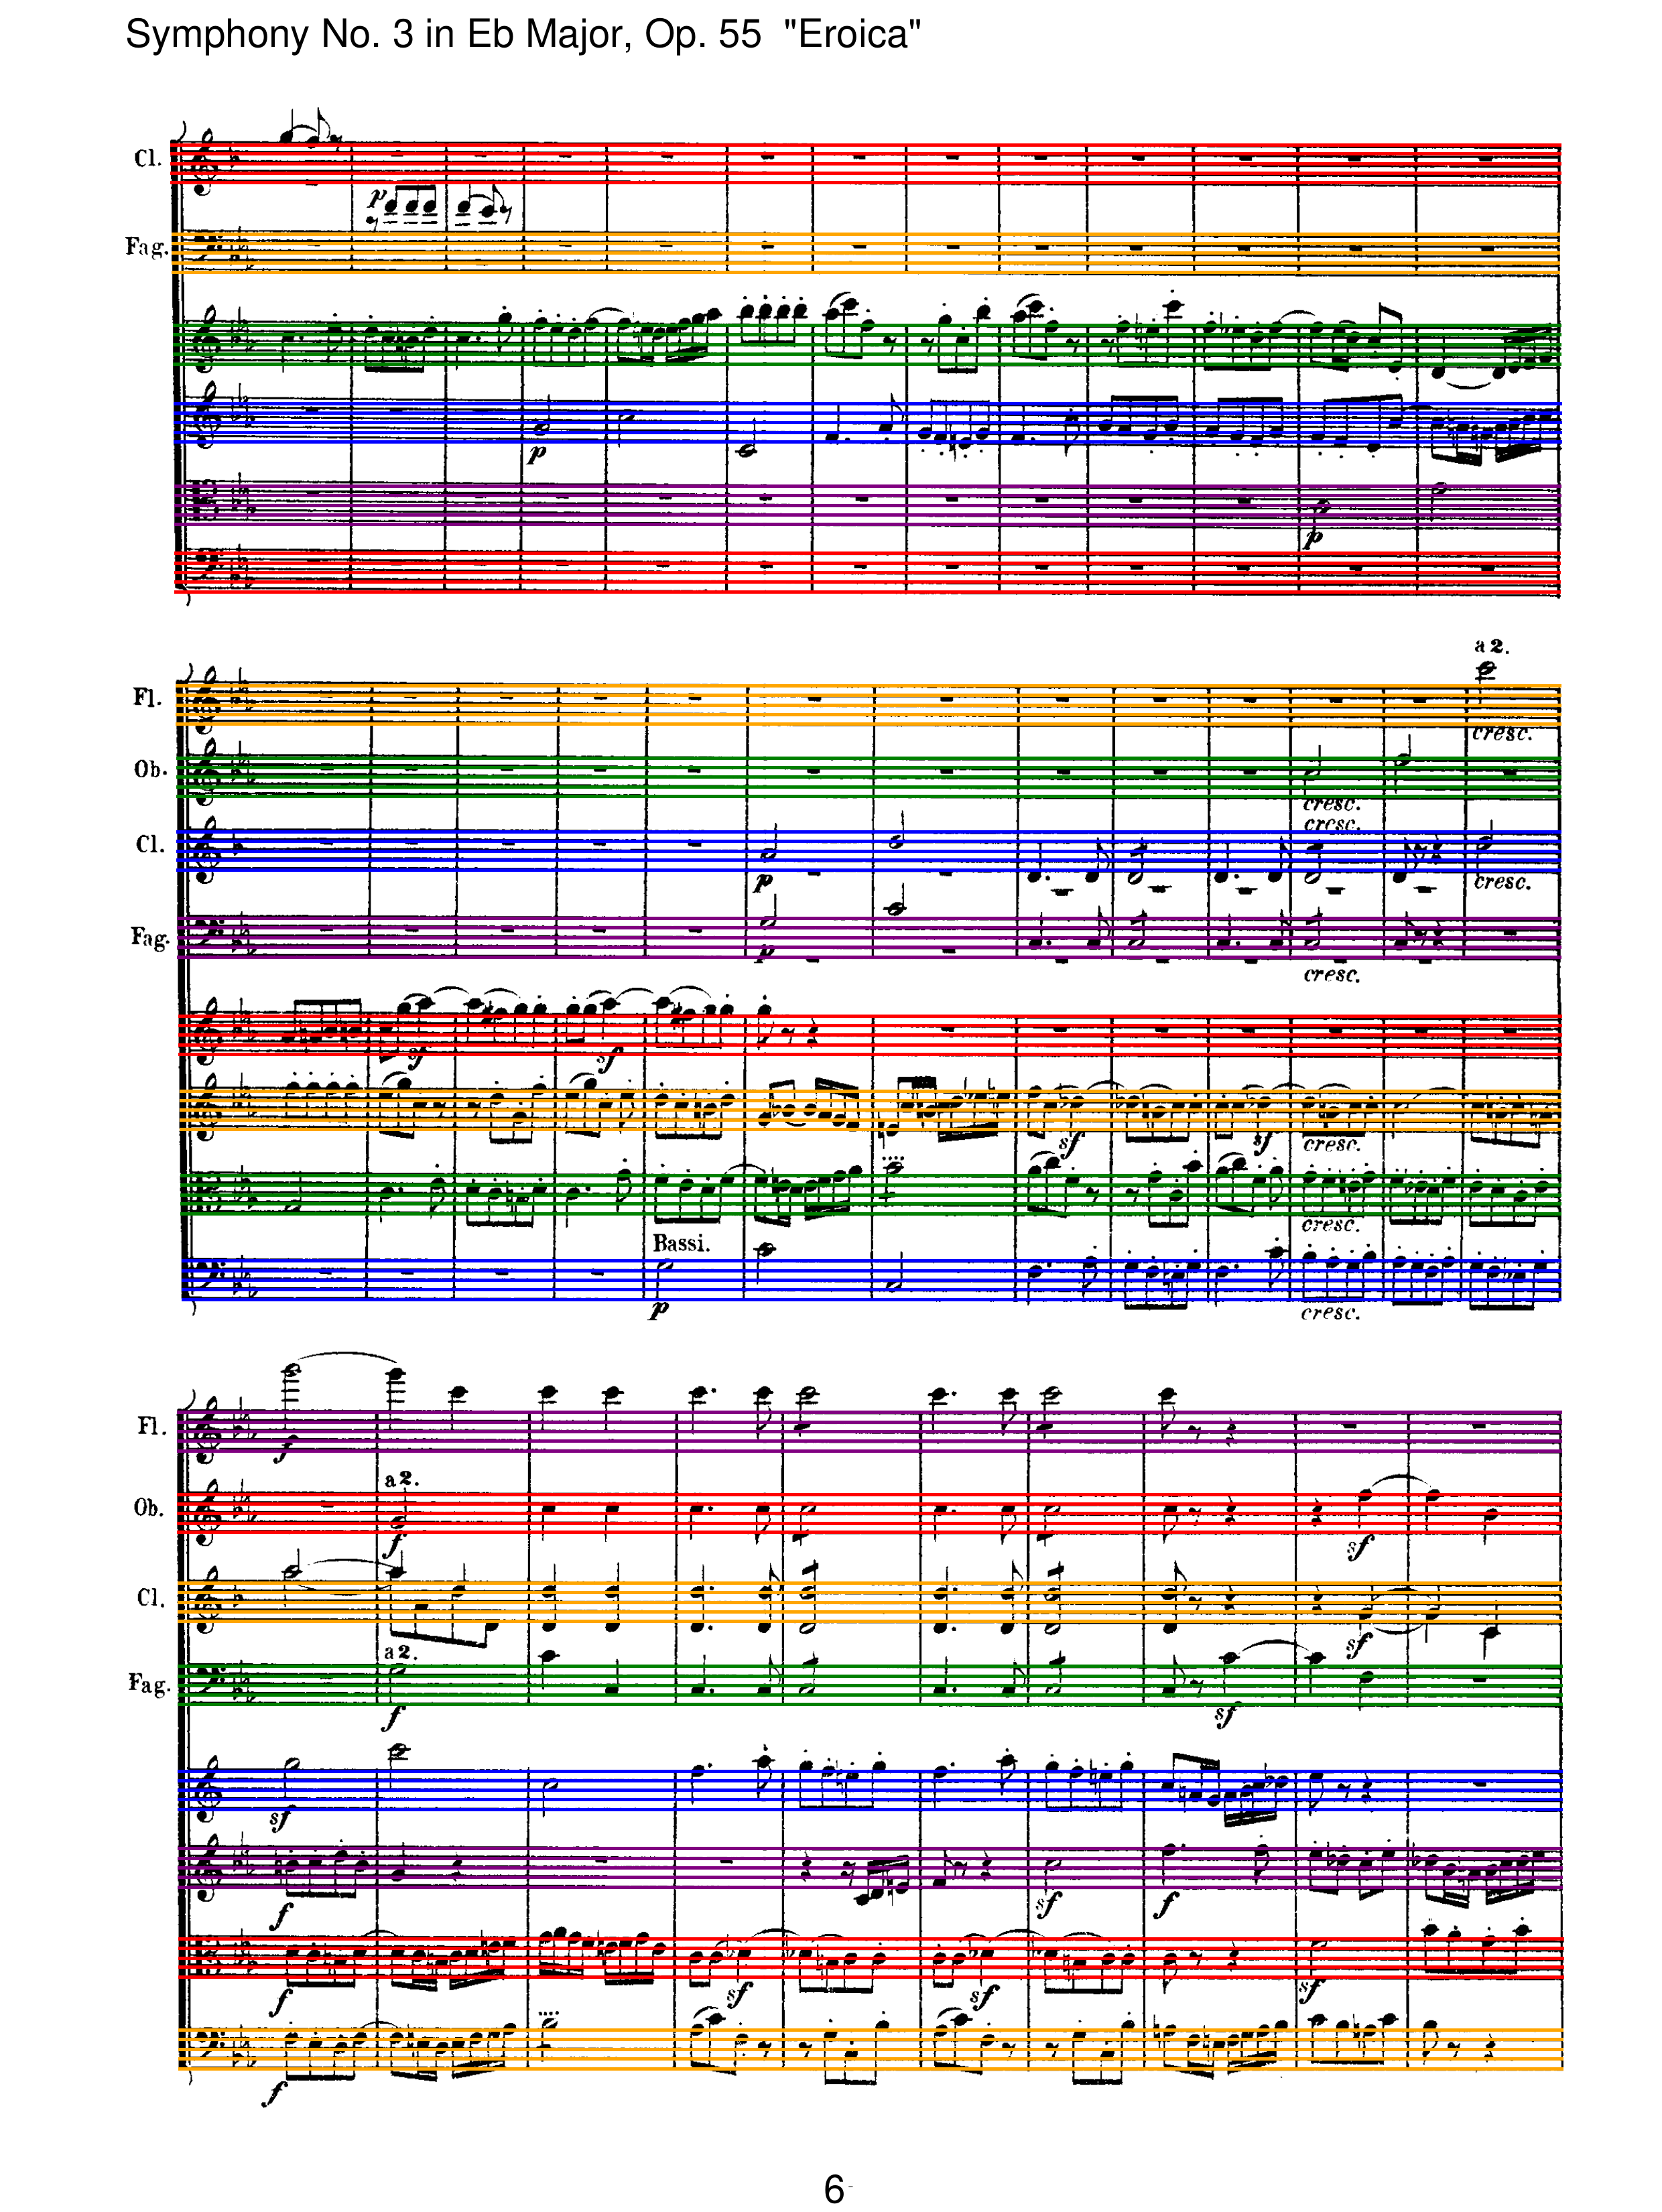 Symphony No. 3 in Eb Major, Op. 55 "Eroica"
Cl.
p
Fag.
p
p
a 2.
Fl.
cresc.
Ob.
cresc.
cresc.
Cl.
p
cresc.
Fag.
p
cresc.
sf
sf
sf
sf
cresc.
cresc.
Bassi.
p
cresc.
Fl.
f
a 2.
Ob.
f
sf
Cl.
sf
a 2.
Fag.
f
sf
sf
f
sf
f
f
sf
sf
sf
f
6